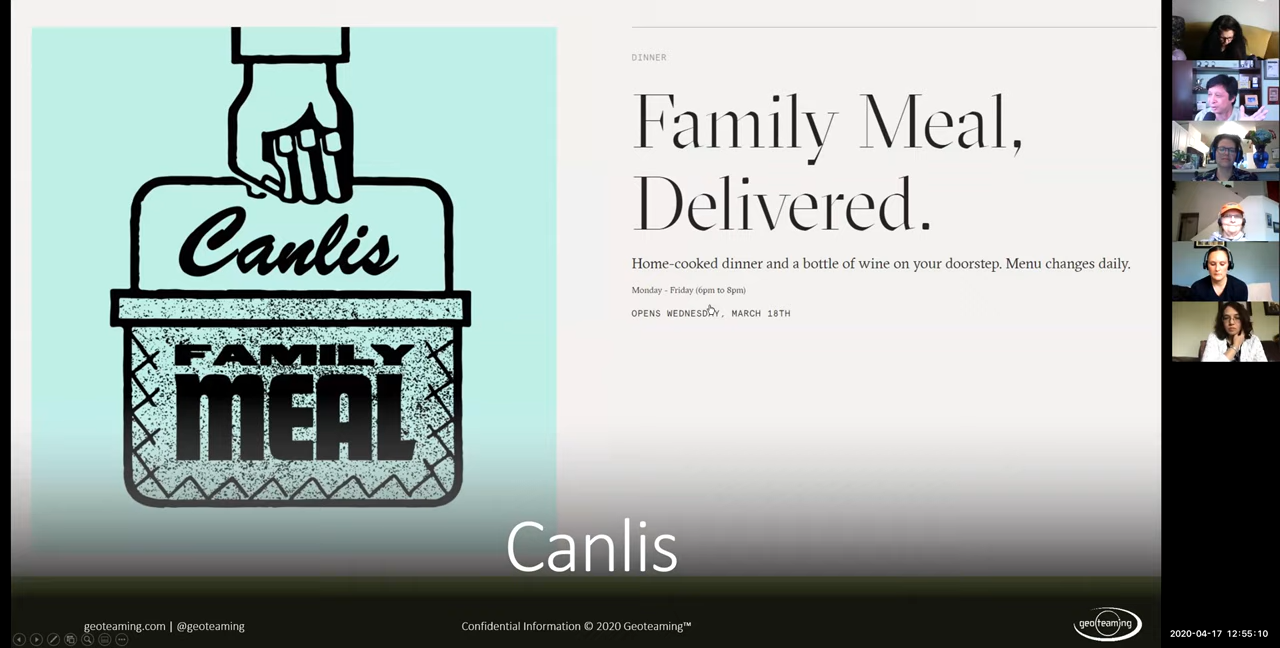 Canlis
FAMILY
MEAL
DINNER
Family Meal,
Delivered.
Home-cooked dinner and a bottle of wine on your doorstep. Menu changes daily.
Monday - Friday (6pm to 8pm)
OPENS WEDNESDAY, MARCH 18TH
Canlis
geoteaming.com | @geoteaming
Confidential Information © 2020 Geoteaming™
geoteaming
2020-04-17 12:55:10